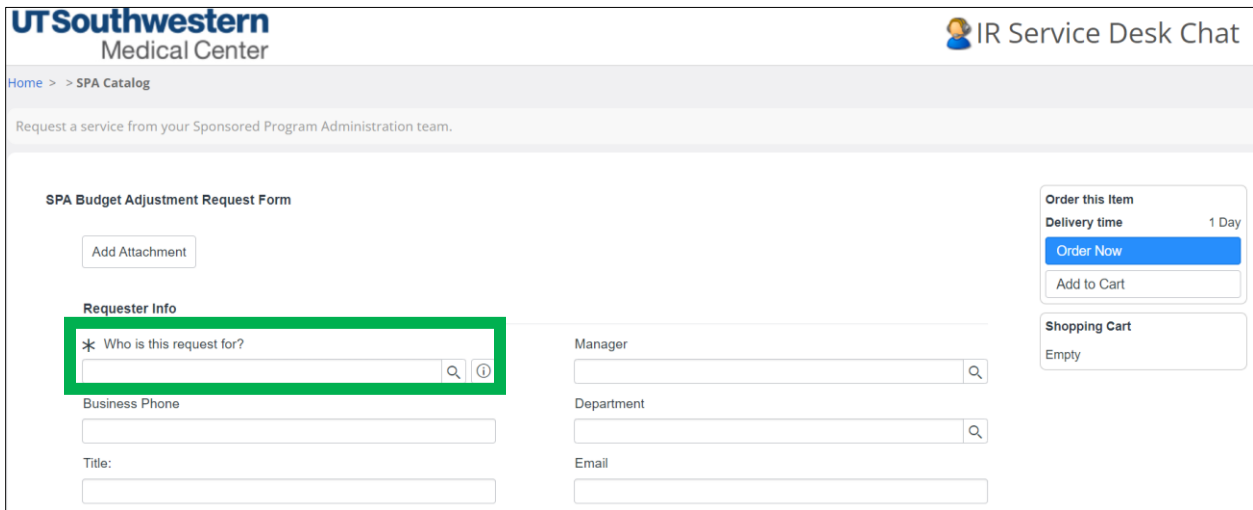 UTSouthwestern
Medical Center
IR Service Desk Chat
Home > > SPA Catalog
Request a service from your Sponsored Program Administration team.
SPA Budget Adjustment Request Form
Add Attachment
Requester Info
* Who is this request for?
Manager
Business Phone
Department
Title:
Email
Order this Item
Delivery time 1 Day
Order Now
Add to Cart
Shopping Cart
Empty